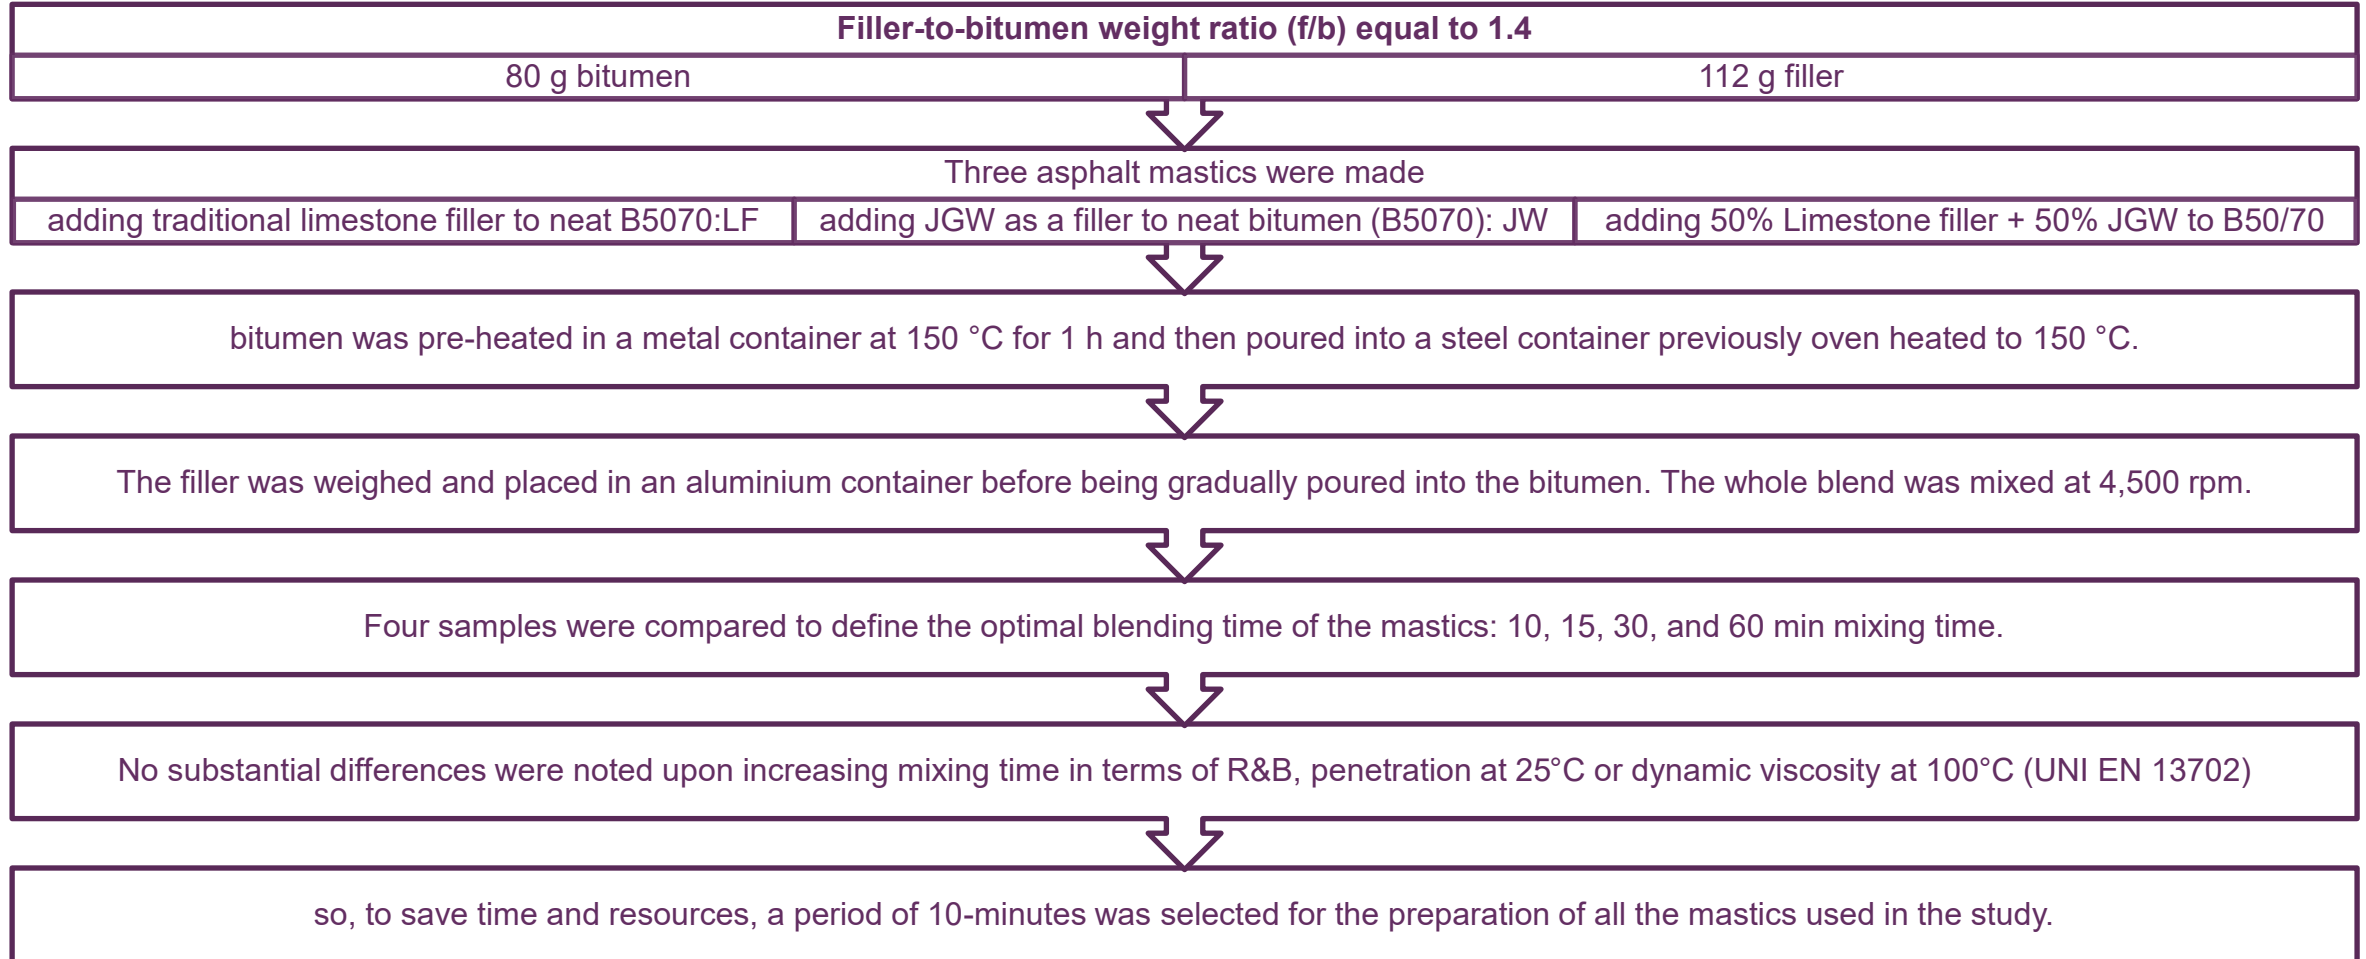 Filler-to-bitumen weight ratio (f/b) equal to 1.4
80 g bitumen
112 g filler
Three asphalt mastics were made
adding traditional limestone filler to neat B5070:LF
adding JGW as a filler to neat bitumen (B5070): JW
adding 50% Limestone filler + 50% JGW to B50/70
bitumen was pre-heated in a metal container at 150 °C for 1 h and then poured into a steel container previously oven heated to 150 °C.
The filler was weighed and placed in an aluminium container before being gradually poured into the bitumen. The whole blend was mixed at 4,500 rpm.
Four samples were compared to define the optimal blending time of the mastics: 10, 15, 30, and 60 min mixing time.
No substantial differences were noted upon increasing mixing time in terms of R&B, penetration at 25°C or dynamic viscosity at 100°C (UNI EN 13702)
so, to save time and resources, a period of 10-minutes was selected for the preparation of all the mastics used in the study.